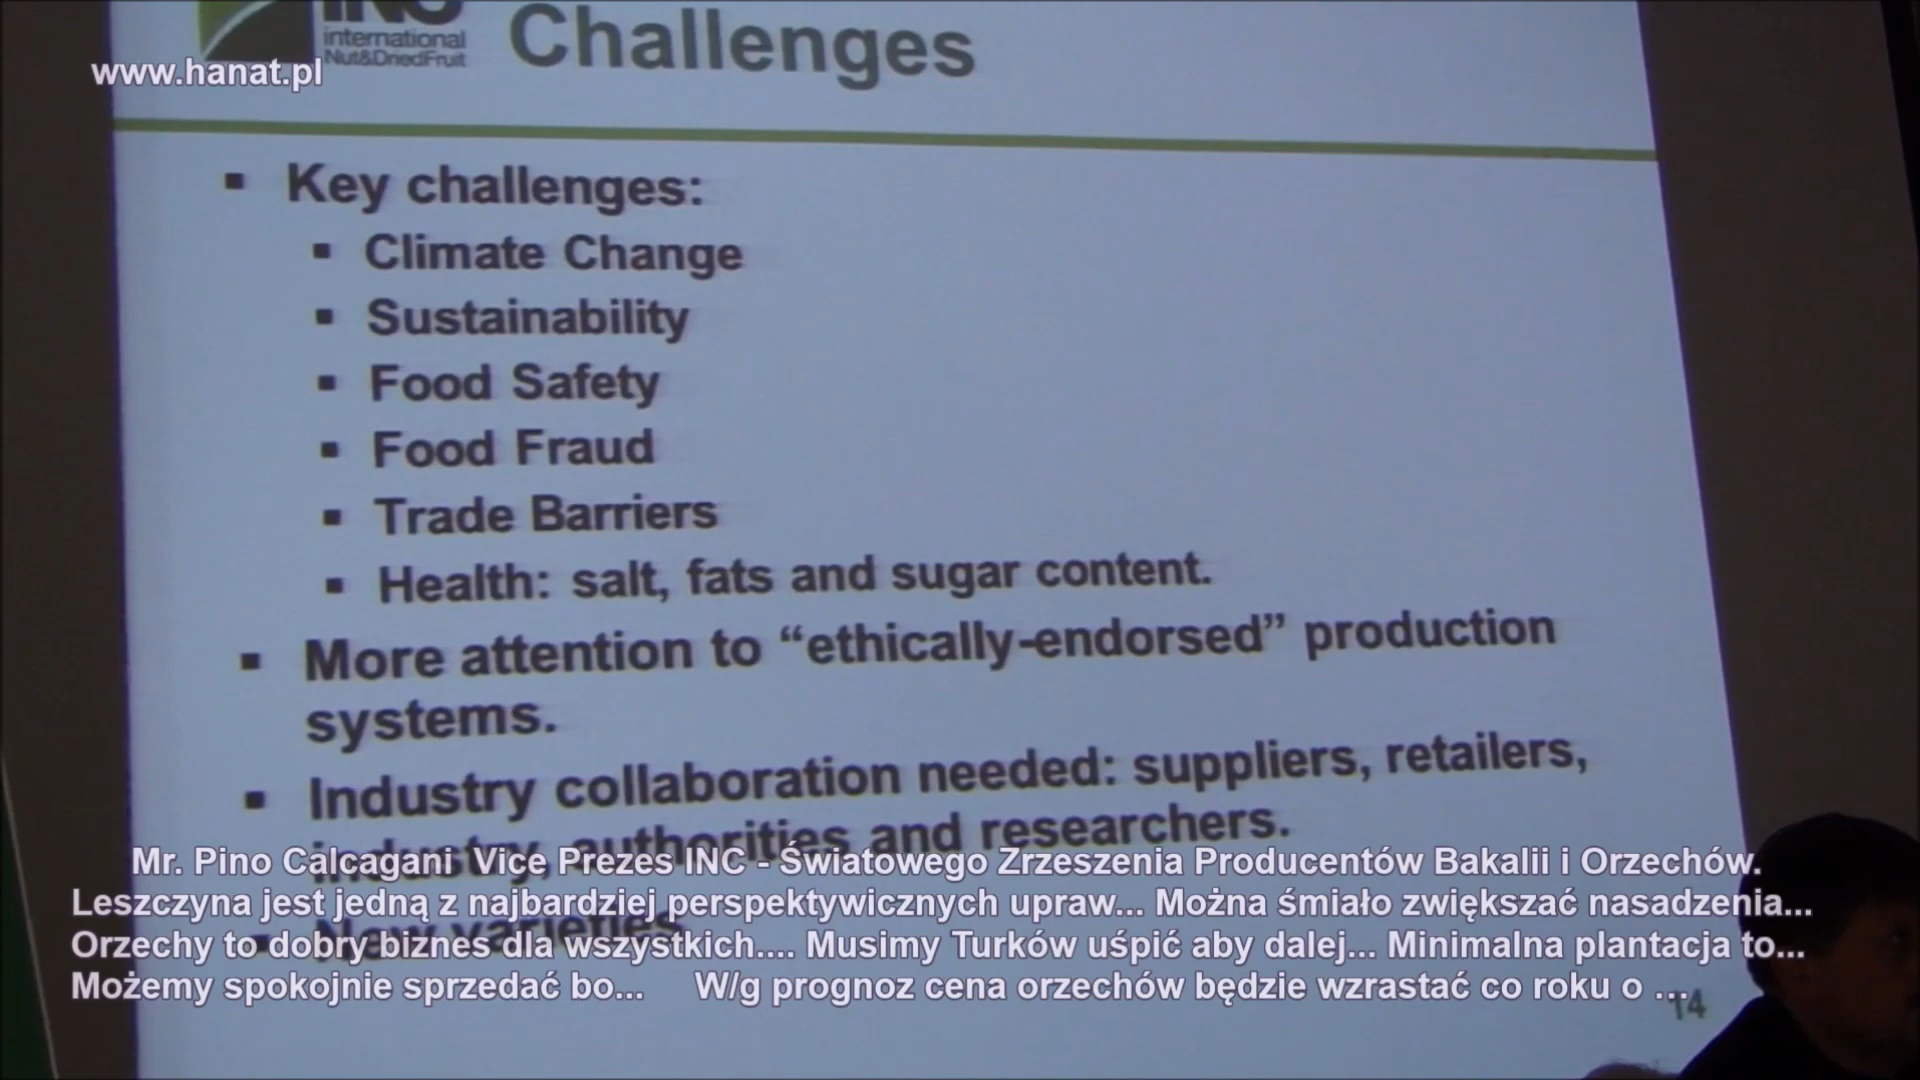 INC
international
Nut&DriedFruit
Challenges
www.hanat.pl
▪ Key challenges:
▪ Climate Change
▪ Sustainability
▪ Food Safety
▪ Food Fraud
▪ Trade Barriers
▪ Health: salt, fats and sugar content.
▪ More attention to “ethically-endorsed” production
systems.
▪ Industry collaboration needed: suppliers, retailers,
industry, authorities and researchers.
▪ New varieties
Mr. Pino Calcagani Vice Prezes INC - Światowego Zrzeszenia Producentów Bakalii i Orzechów.
Leszczyna jest jedną z najbardziej perspektywicznych upraw... Można śmiało zwiększać nasadzenia...
Orzechy to dobry biznes dla wszystkich.... Musimy Turków uśpić aby dalej... Minimalna plantacja to...
Możemy spokojnie sprzedać bo... W/g prognoz cena orzechów będzie wzrastać co roku o ...
14